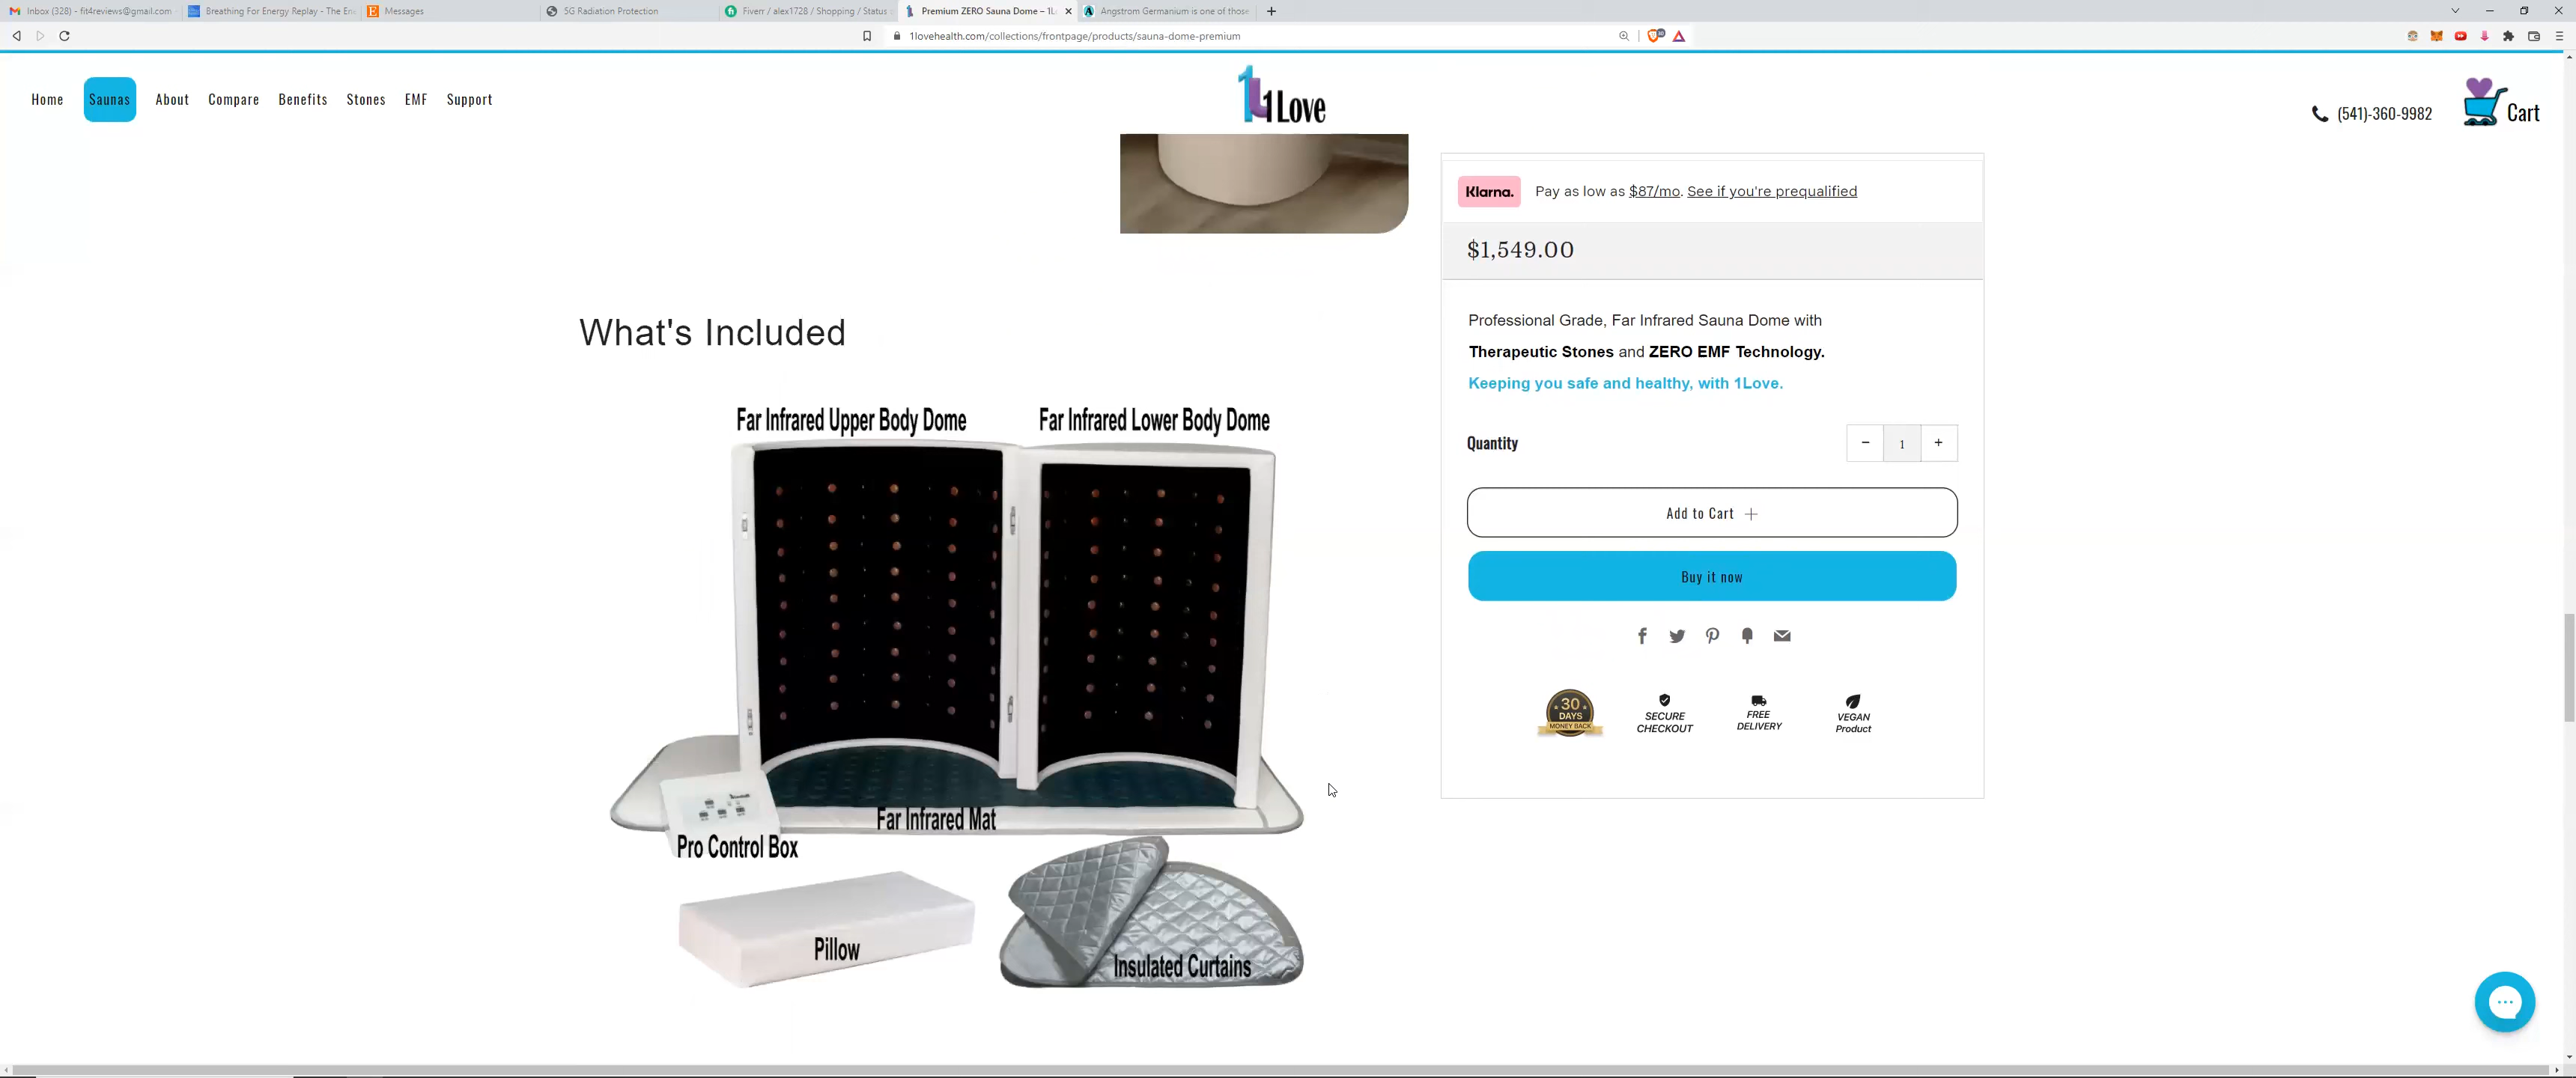 Inbox (328) - fit4reviews@gmail.com
Breathing For Energy Replay - The En
Messages
5G Radiation Protection
Fiverr / alex1728 / Shopping / Status
Premium ZERO Sauna Dome – 1L
Angstrom Germanium is one of those
1lovehealth.com/collections/frontpage/products/sauna-dome-premium
Home
Saunas
About
Compare
Benefits
Stones
EMF
Support
1Love
(541)-360-9982
Cart
Klarna.
Pay as low as $87/mo. See if you're prequalified
$1,549.00
What's Included
Professional Grade, Far Infrared Sauna Dome with
Therapeutic Stones and ZERO EMF Technology.
Keeping you safe and healthy, with 1Love.
Far Infrared Upper Body Dome
Far Infrared Lower Body Dome
Quantity
− 1 +
Add to Cart +
Buy it now
30
DAYS
MONEY BACK
SECURE
CHECKOUT
FREE
DELIVERY
VEGAN
Product
Far Infrared Mat
Pro Control Box
Pillow
Insulated Curtains